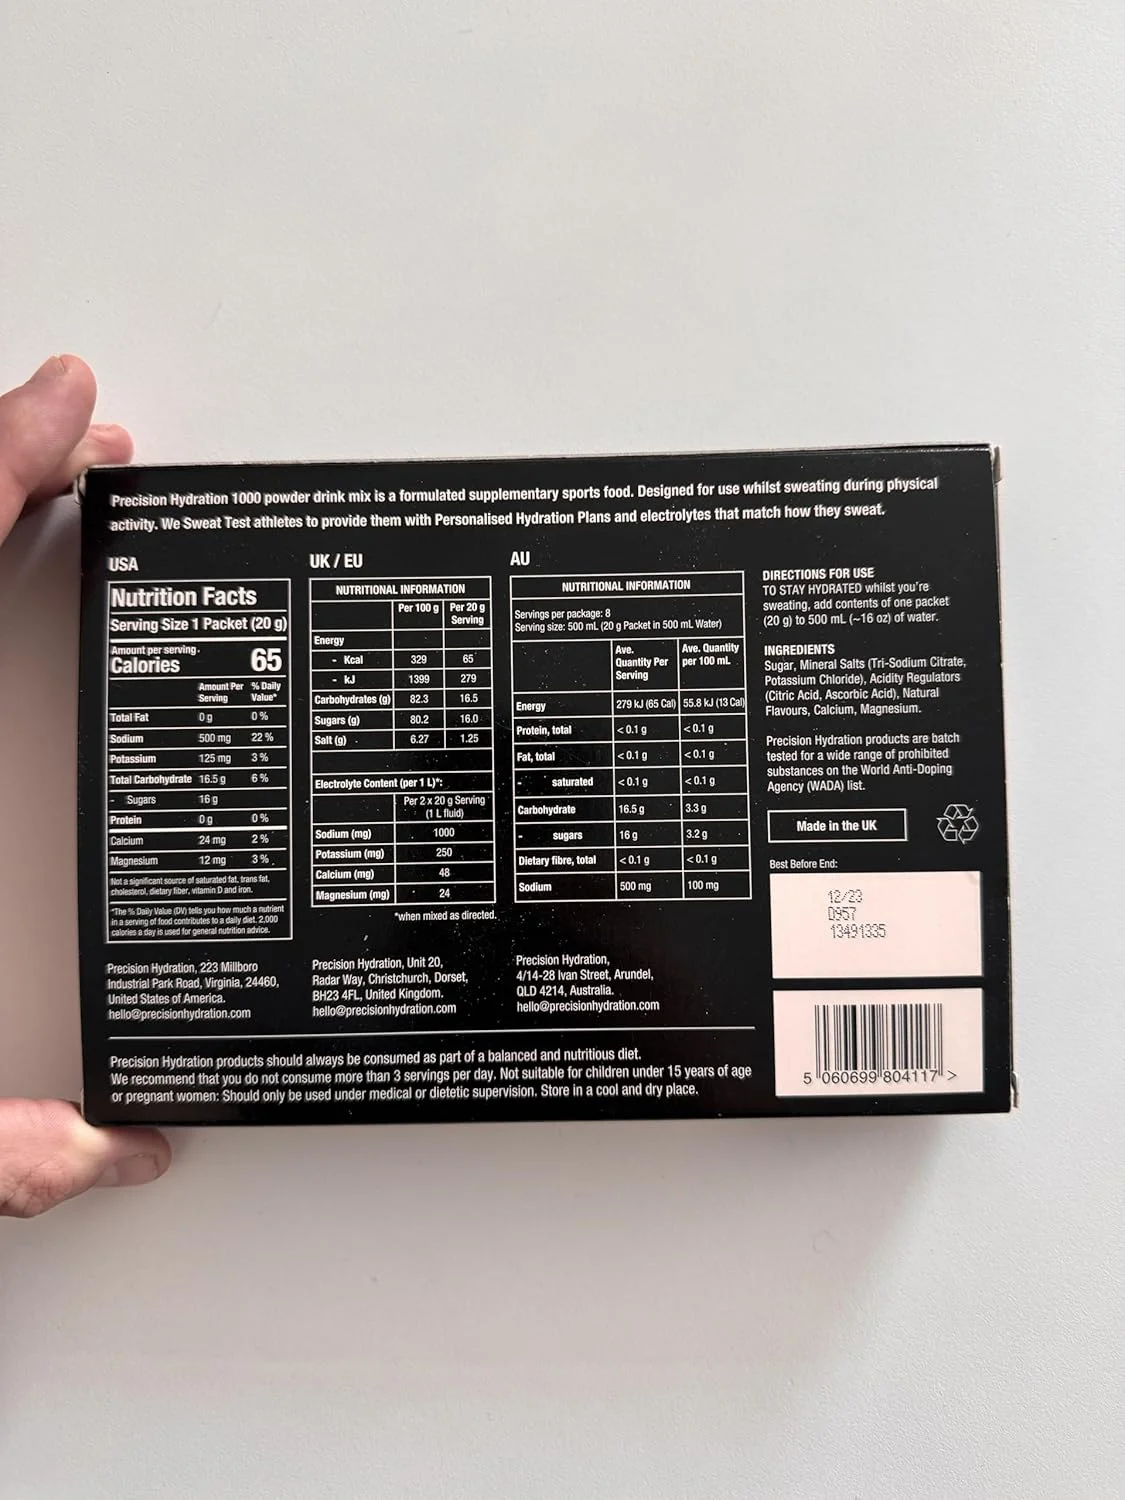 Precision Hydration 1000 powder drink mix is a formulated supplementary sports food. Designed for use whilst sweating during physical
activity. We Sweat Test athletes to provide them with Personalised Hydration Plans and electrolytes that match how they sweat.
USA
Nutrition Facts
Serving Size 1 Packet (20 g)
Amount per serving.
Calories 65
Amount Per Serving % Daily Value*
Total Fat 0 g 0 %
Sodium 500 mg 22 %
Potassium 125 mg 3 %
Total Carbohydrate 16.5 g 6 %
- Sugars 16 g
Protein 0 g 0 %
Calcium 24 mg 2 %
Magnesium 12 mg 3 %
Not a significant source of saturated fat, trans fat,
cholesterol, dietary fiber, vitamin D and iron.
*The % Daily Value (DV) tells you how much a nutrient
in a serving of food contributes to a daily diet. 2,000
calories a day is used for general nutrition advice.
Precision Hydration, 223 Millboro
Industrial Park Road, Virginia, 24460,
United States of America.
hello@precisionhydration.com
UK / EU
NUTRITIONAL INFORMATION
Per 100 g Per 20 g Serving
Energy
- Kcal 329 65
- kJ 1399 279
Carbohydrates (g) 82.3 16.5
Sugars (g) 80.2 16.0
Salt (g) 6.27 1.25
Electrolyte Content (per 1 L)*:
Per 2 x 20 g Serving
(1 L fluid)
Sodium (mg) 1000
Potassium (mg) 250
Calcium (mg) 48
Magnesium (mg) 24
*when mixed as directed.
Precision Hydration, Unit 20,
Radar Way, Christchurch, Dorset,
BH23 4FL, United Kingdom.
hello@precisionhydration.com
AU
NUTRITIONAL INFORMATION
Servings per package: 8
Serving size: 500 mL (20 g Packet in 500 mL Water)
Ave. Quantity Per Serving Ave. Quantity per 100 mL
Energy 279 kJ (65 Cal) 55.8 kJ (13 Cal)
Protein, total <0.1 g <0.1 g
Fat, total <0.1 g <0.1 g
- saturated <0.1 g <0.1 g
Carbohydrate 16.5 g 3.3 g
- sugars 16 g 3.2 g
Dietary fibre, total <0.1 g <0.1 g
Sodium 500 mg 100 mg
Precision Hydration,
4/14-28 Ivan Street, Arundel,
QLD 4214, Australia.
hello@precisionhydration.com
DIRECTIONS FOR USE
TO STAY HYDRATED whilst you're
sweating, add contents of one packet
(20 g) to 500 mL (~16 oz) of water.
INGREDIENTS
Sugar, Mineral Salts (Tri-Sodium Citrate,
Potassium Chloride), Acidity Regulators
(Citric Acid, Ascorbic Acid), Natural
Flavours, Calcium, Magnesium.
Precision Hydration products are batch
tested for a wide range of prohibited
substances on the World Anti-Doping
Agency (WADA) list.
Made in the UK
Best Before End:
12/23
0957
13491335
5 060699 804117 >
Precision Hydration products should always be consumed as part of a balanced and nutritious diet.
We recommend that you do not consume more than 3 servings per day. Not suitable for children under 15 years of age
or pregnant women: Should only be used under medical or dietetic supervision. Store in a cool and dry place.